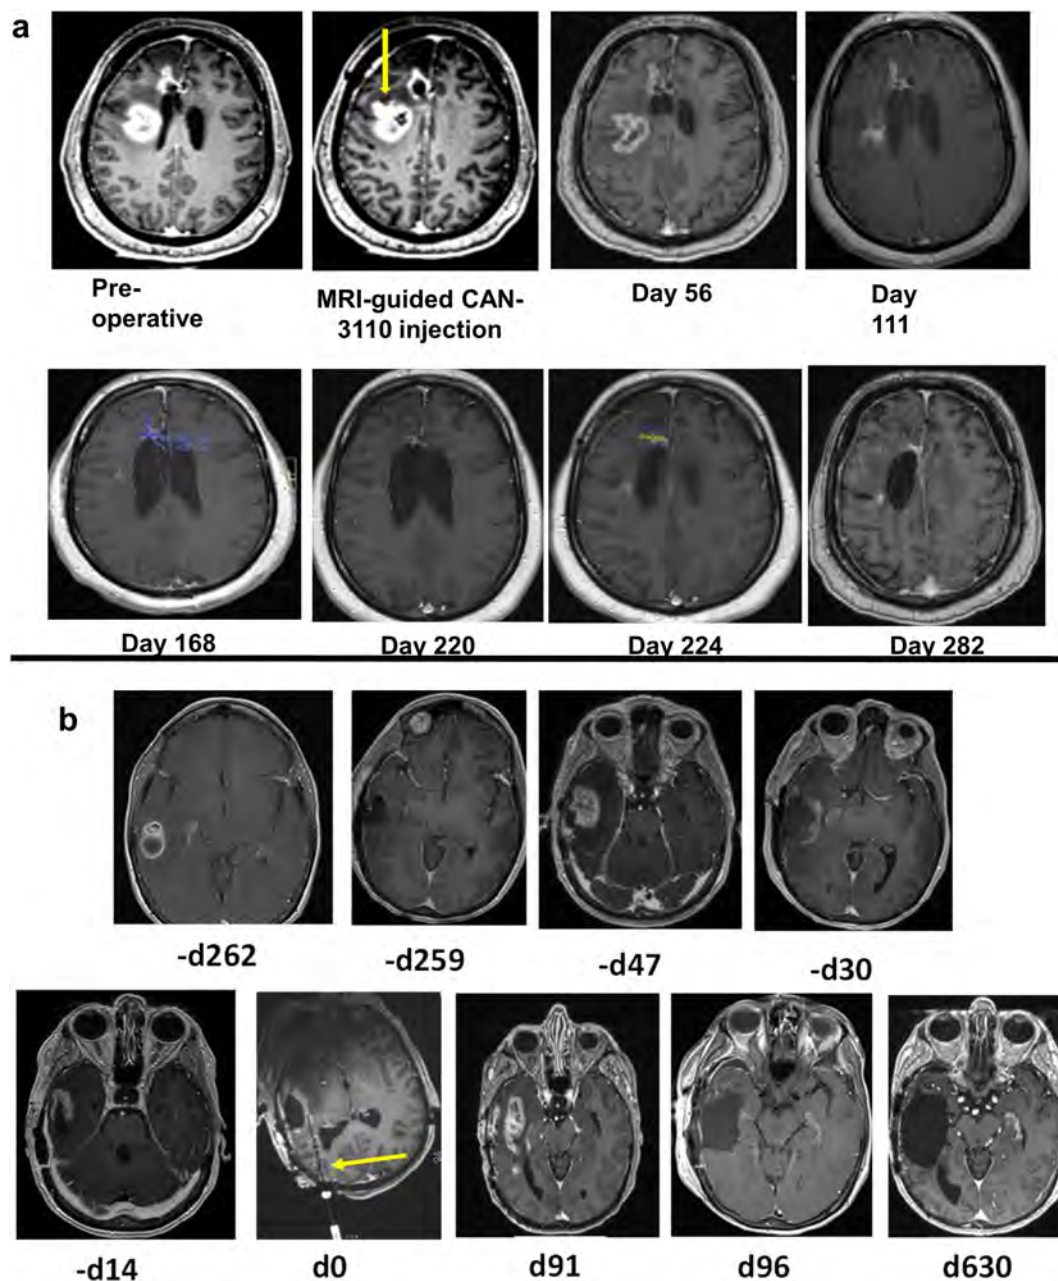 a
Pre-
operative
MRI-guided CAN-
3110 injection
Day 56
Day
111
Day 168
Day 220
Day 224
Day 282
b
-d262
-d259
-d47
-d30
-d14
d0
d91
d96
d630